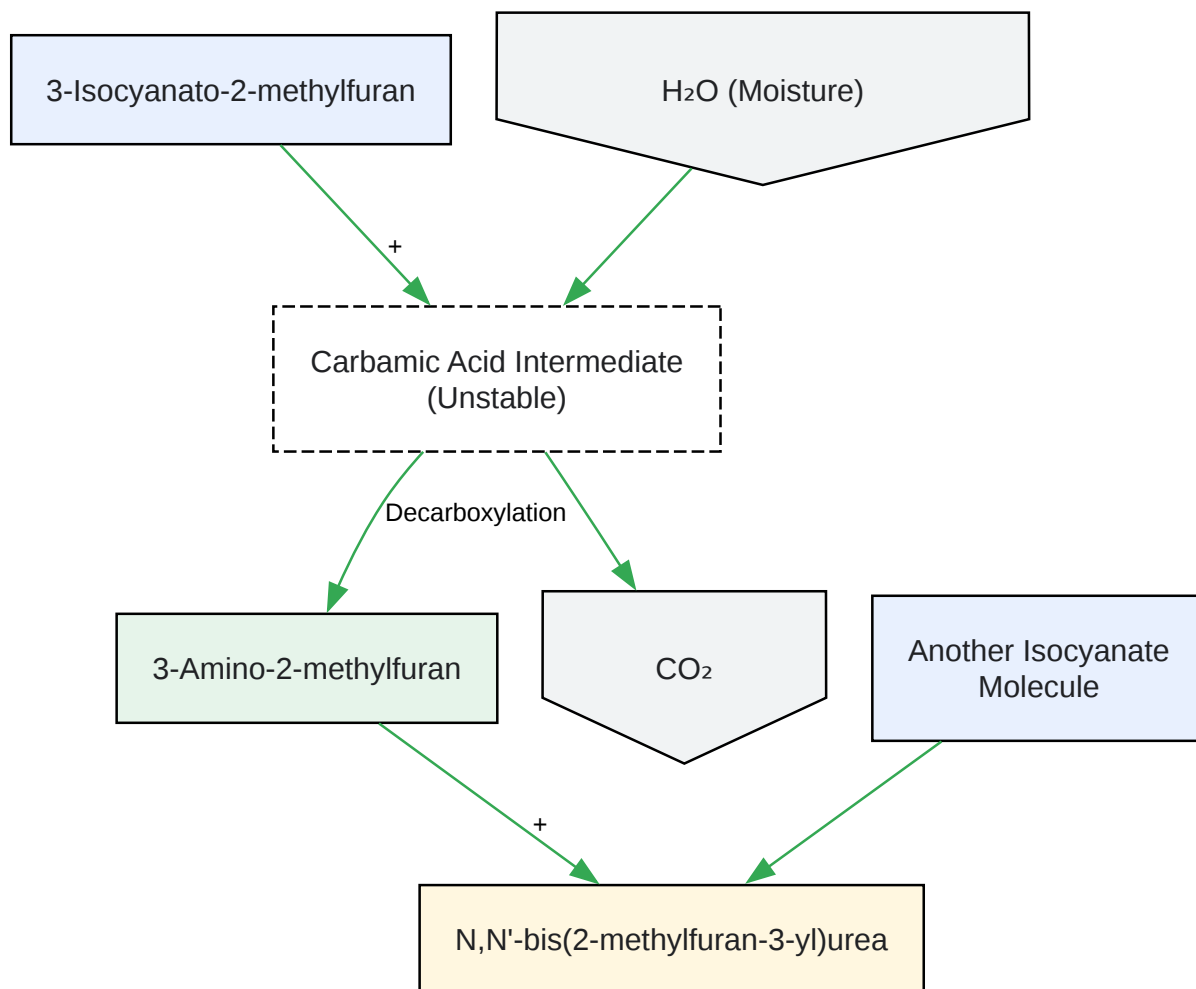 3-Isocyanato-2-methylfuran
H₂O (Moisture)
+
Carbamic Acid Intermediate
(Unstable)
Decarboxylation
3-Amino-2-methylfuran
CO₂
Another Isocyanate
Molecule
+
N,N'-bis(2-methylfuran-3-yl)urea